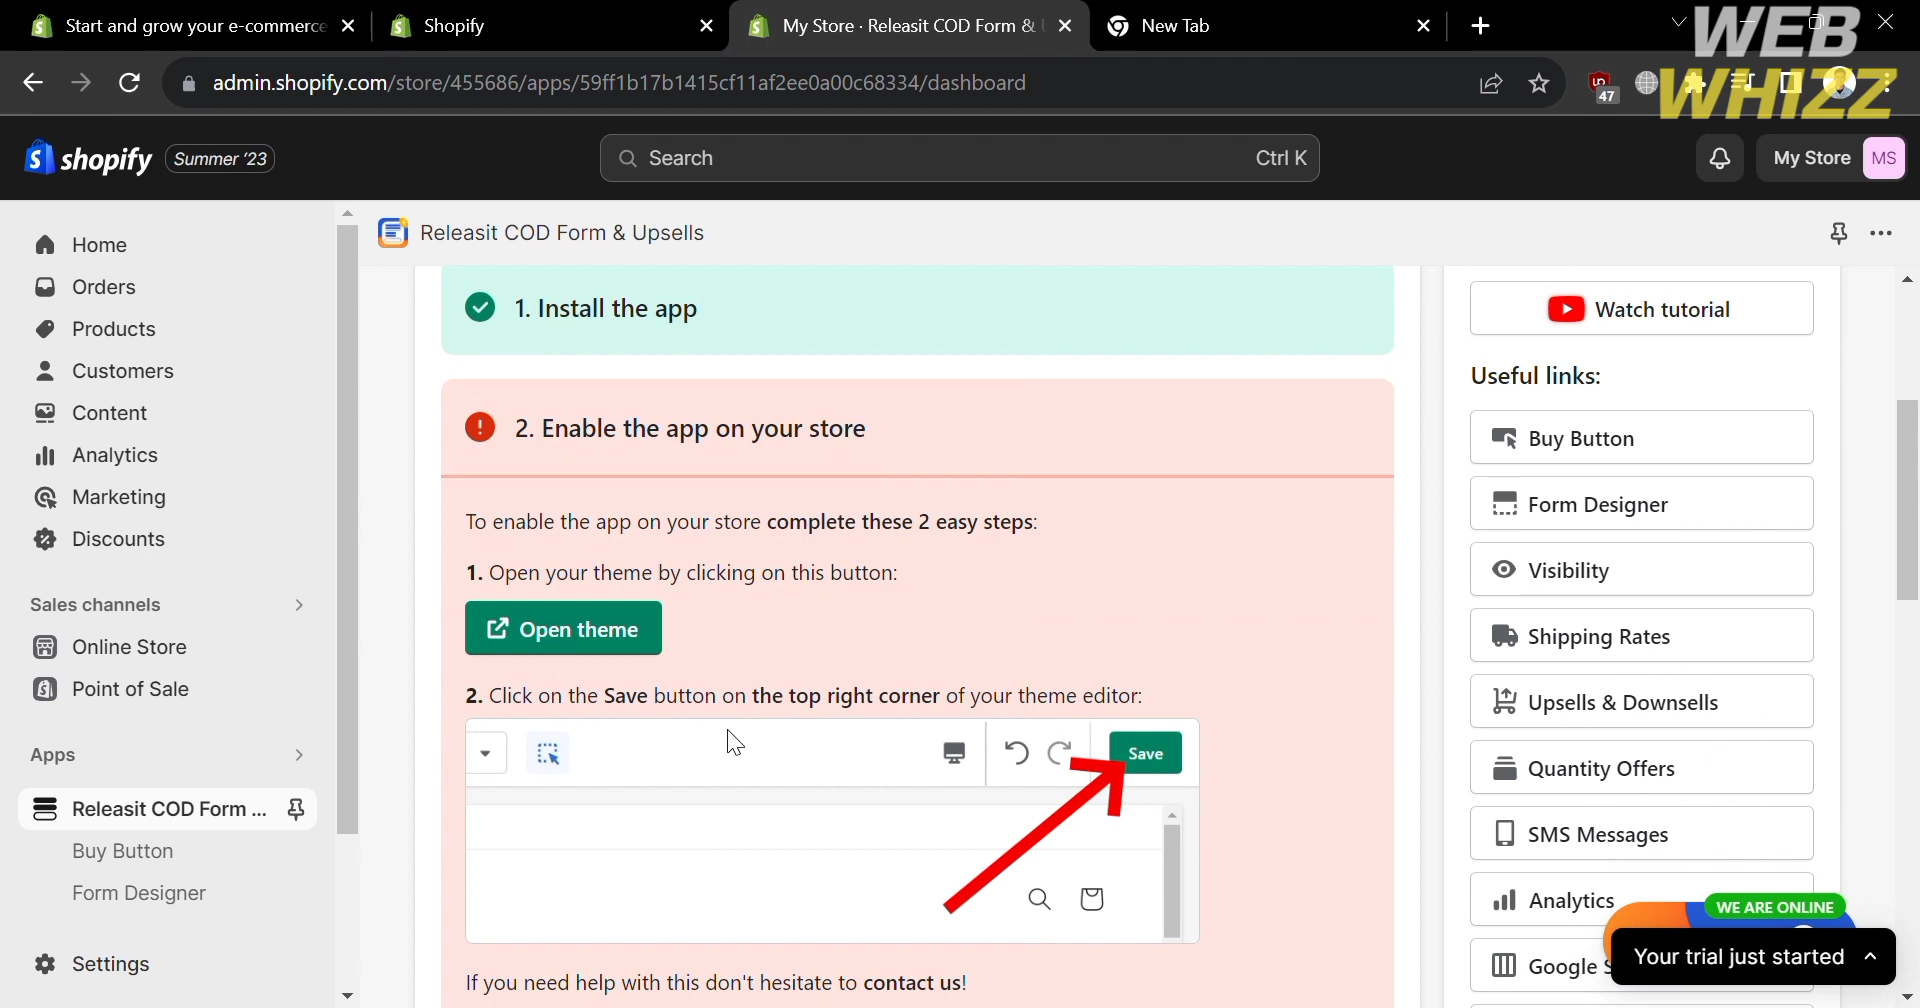 Start and grow your e-commerce
Shopify
My Store · Releasit COD Form &
New Tab
WEB
WHIZZ
admin.shopify.com/store/455686/apps/59ff1b17b1415cf11af2ee0a00c68334/dashboard
47
shopify
Summer '23
Search
Ctrl K
My Store
MS
Home
Orders
Products
Customers
Content
Analytics
Marketing
Discounts
Sales channels
Online Store
Point of Sale
Apps
Releasit COD Form ...
Buy Button
Form Designer
Settings
Releasit COD Form & Upsells
1. Install the app
2. Enable the app on your store
To enable the app on your store complete these 2 easy steps:
1. Open your theme by clicking on this button:
Open theme
2. Click on the Save button on the top right corner of your theme editor:
Save
If you need help with this don't hesitate to contact us!
Watch tutorial
Useful links:
Buy Button
Form Designer
Visibility
Shipping Rates
Upsells & Downsells
Quantity Offers
SMS Messages
Analytics
Google
WE ARE ONLINE
Your trial just started